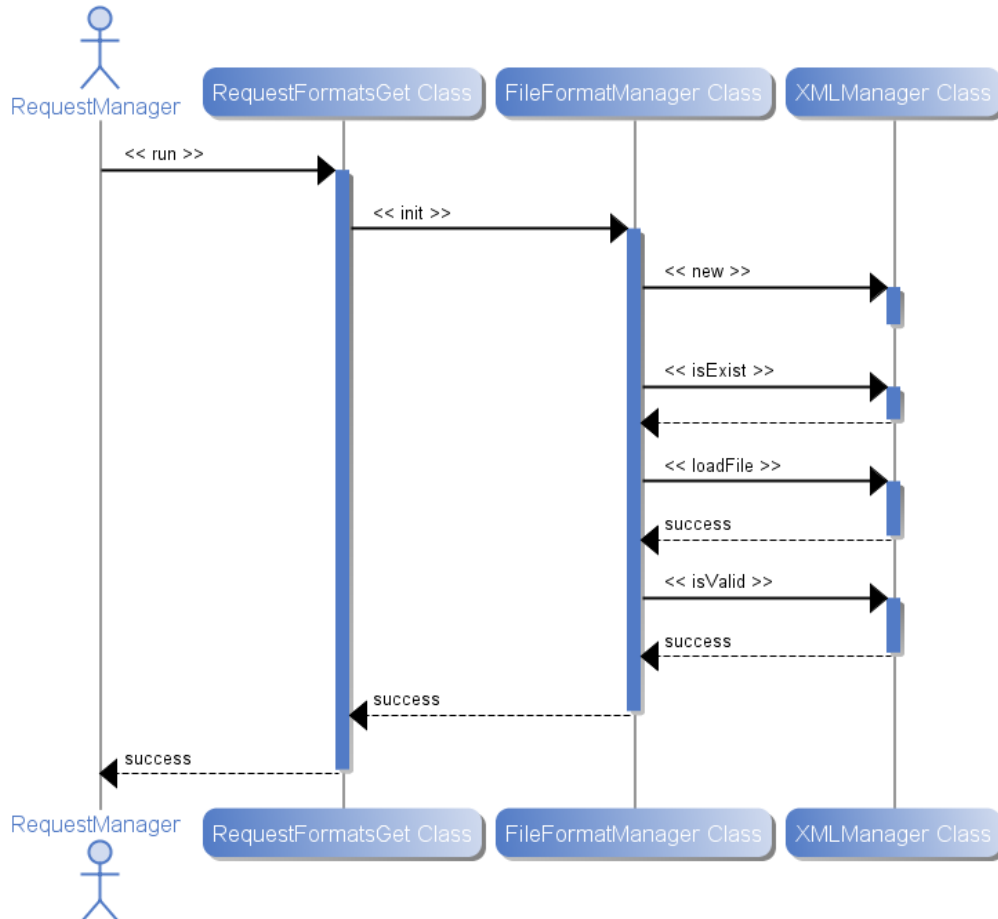 RequestManager
RequestFormatsGet Class
FileFormatManager Class
XMLManager Class
<< run >>
<< init >>
<< new >>
<< isExist >>
<< loadFile >>
success
<< isValid >>
success
success
success
RequestManager
RequestFormatsGet Class
FileFormatManager Class
XMLManager Class